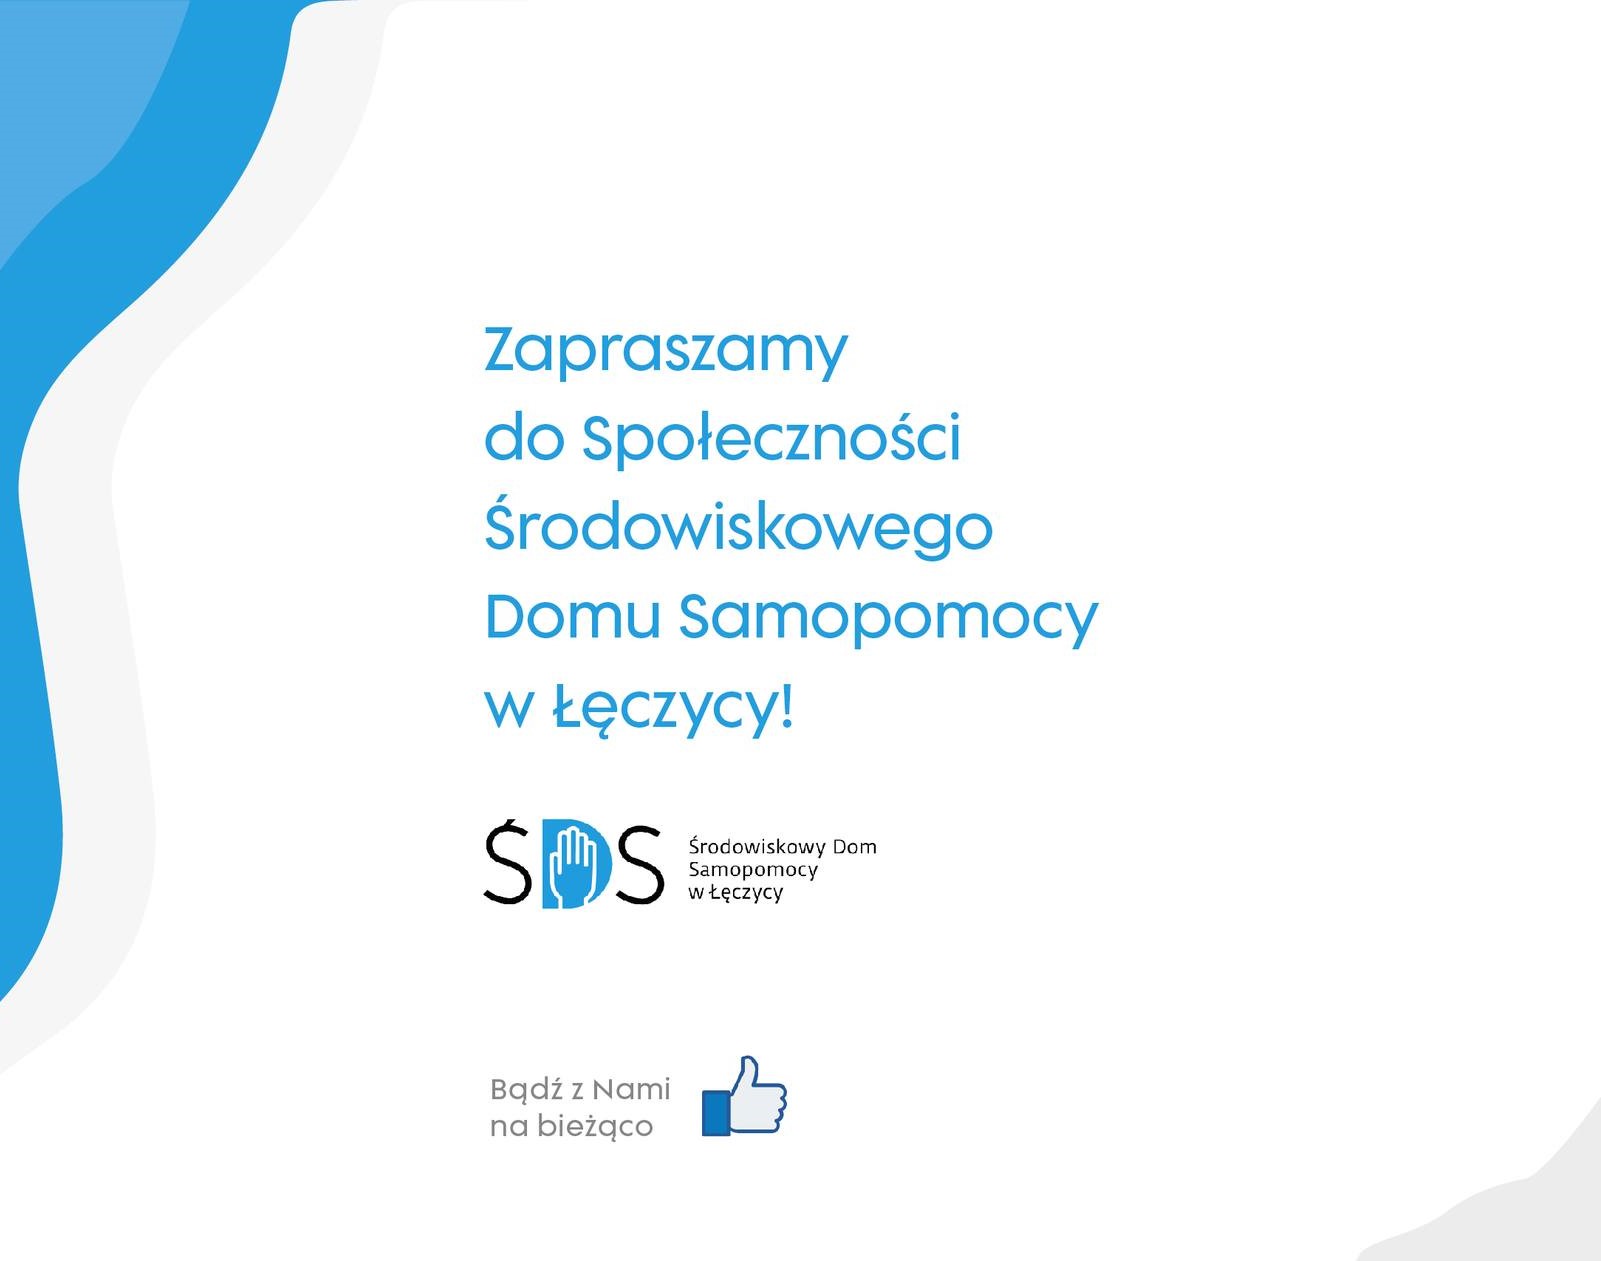 Zapraszamy
do Społeczności
Środowiskowego
Domu Samopomocy
w Łęczycy!
ŚDS
Środowiskowy Dom
Samopomocy
w Łęczycy
Bądź z Nami
na bieżąco